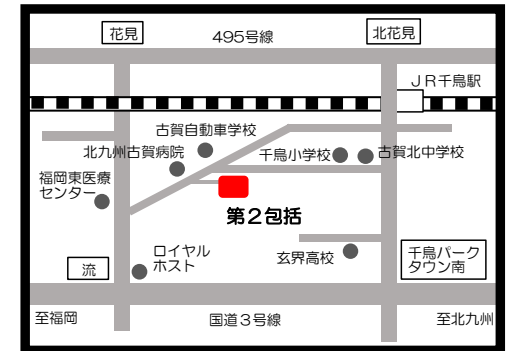 花見
495号線
北花見
JR千鳥駅
古賀自動車学校
北九州古賀病院
千鳥小学校
古賀北中学校
福岡東医療
センター
第2包括
ロイヤル
ホスト
玄界高校
千鳥パーク
タウン南
流
至福岡
国道3号線
至北九州